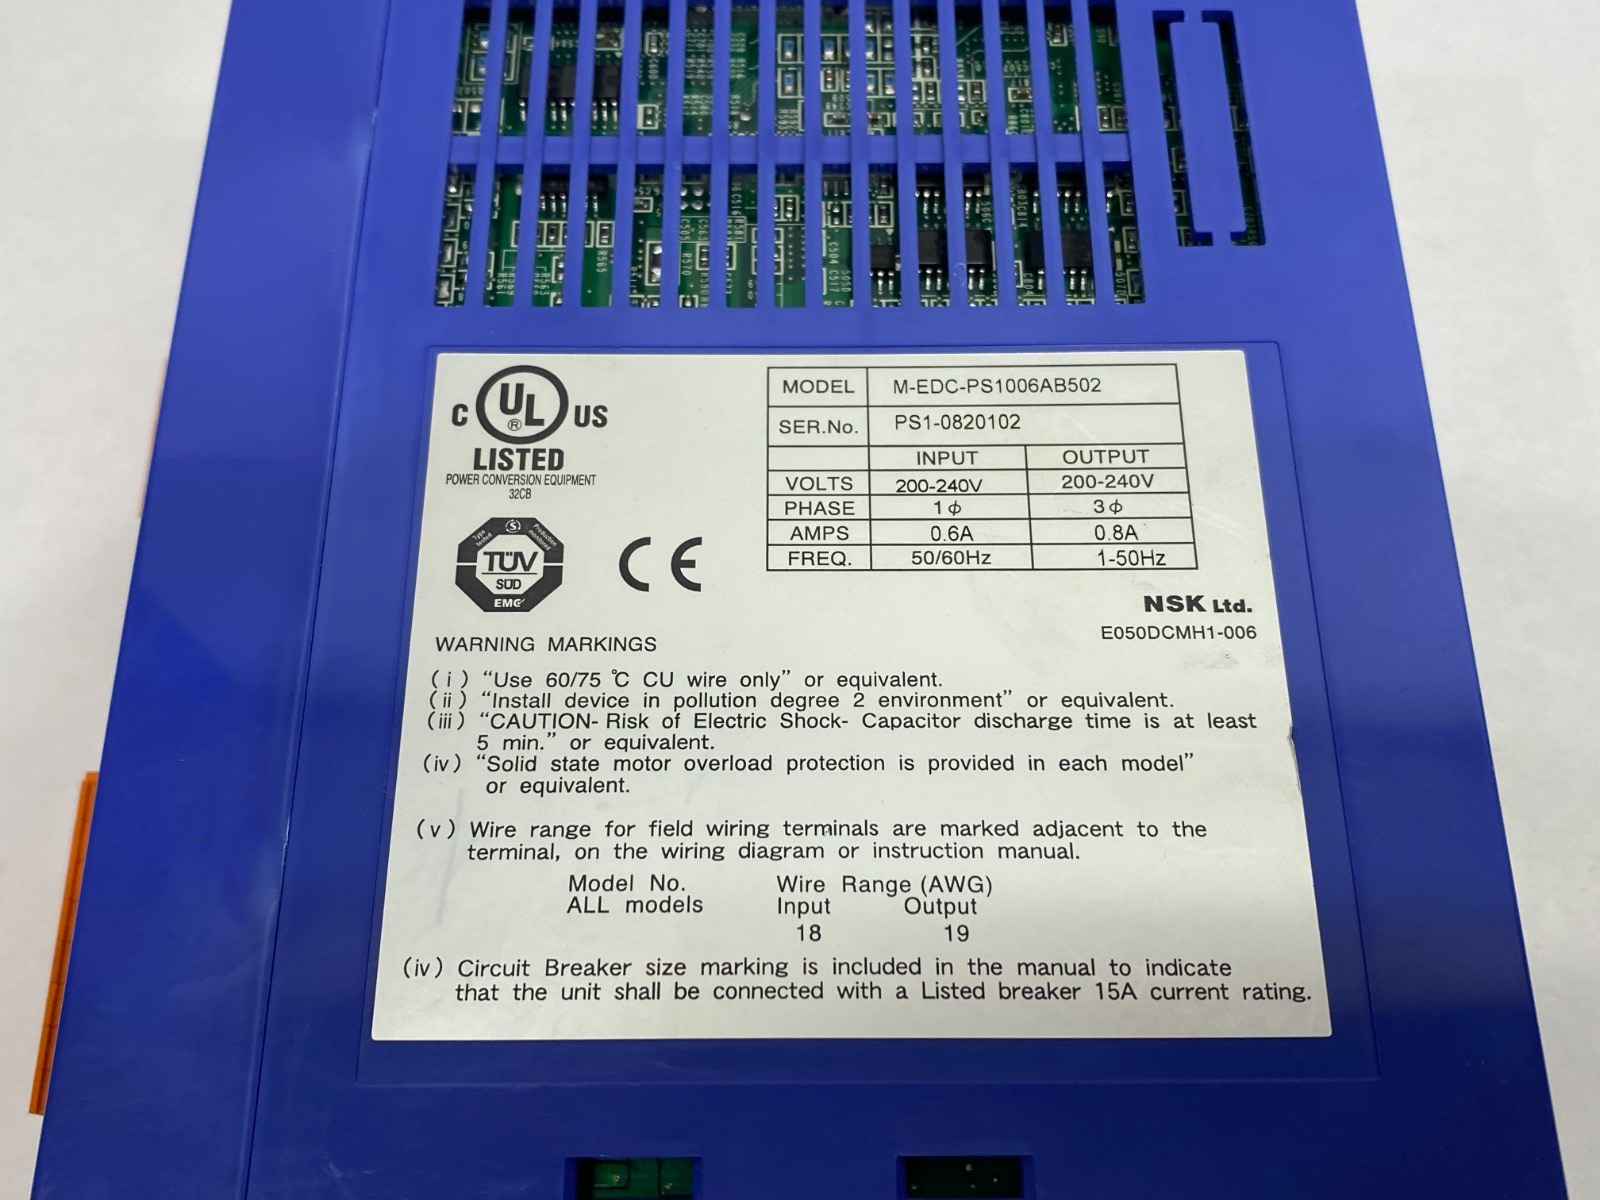 C UL ® US
LISTED
POWER CONVERSION EQUIPMENT
32CB
Type tested S Production monitored
TÜV
SÜD
EMC
CE
MODEL M-EDC-PS1006AB502
SER.No. PS1-0820102
INPUT OUTPUT
VOLTS 200-240V 200-240V
PHASE 1ϕ 3ϕ
AMPS 0.6A 0.8A
FREQ. 50/60Hz 1-50Hz
NSK Ltd.
E050DCMH1-006
WARNING MARKINGS
(i) “Use 60/75 ℃ CU wire only” or equivalent.
(ii) “Install device in pollution degree 2 environment” or equivalent.
(iii) “CAUTION- Risk of Electric Shock- Capacitor discharge time is at least
5 min.” or equivalent.
(iv) “Solid state motor overload protection is provided in each model”
or equivalent.
(v) Wire range for field wiring terminals are marked adjacent to the
terminal, on the wiring diagram or instruction manual.
Model No. Wire Range (AWG)
ALL models Input Output
18 19
(iv) Circuit Breaker size marking is included in the manual to indicate
that the unit shall be connected with a Listed breaker 15A current rating.